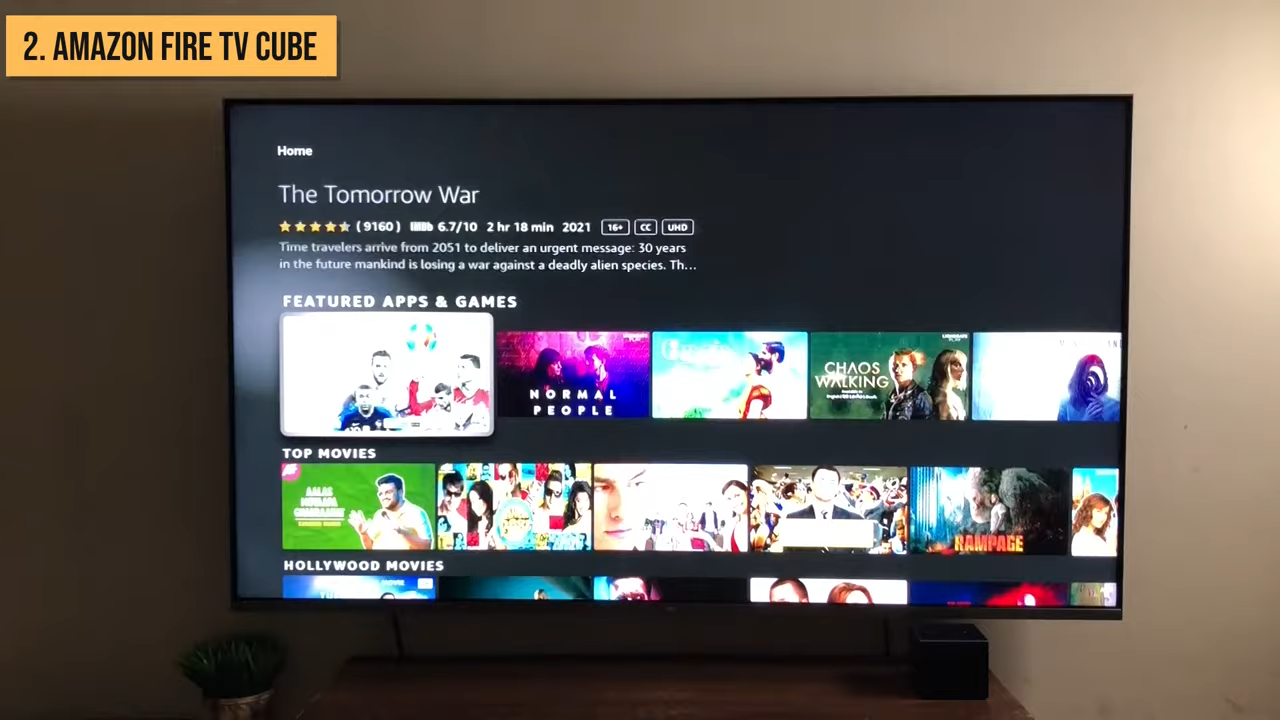 2. AMAZON FIRE TV CUBE
Home
The Tomorrow War
( 9160 ) IMDb 6.7/10 2 hr 18 min 2021 16+ CC UHD
Time travelers arrive from 2051 to deliver an urgent message: 30 years
in the future mankind is losing a war against a deadly alien species. Th...
FEATURED APPS & GAMES
NORMAL
PEOPLE
LIONSGATE
PLAY
CHAOS
WALKING
TOP MOVIES
RAMPAGE
HOLLYWOOD MOVIES